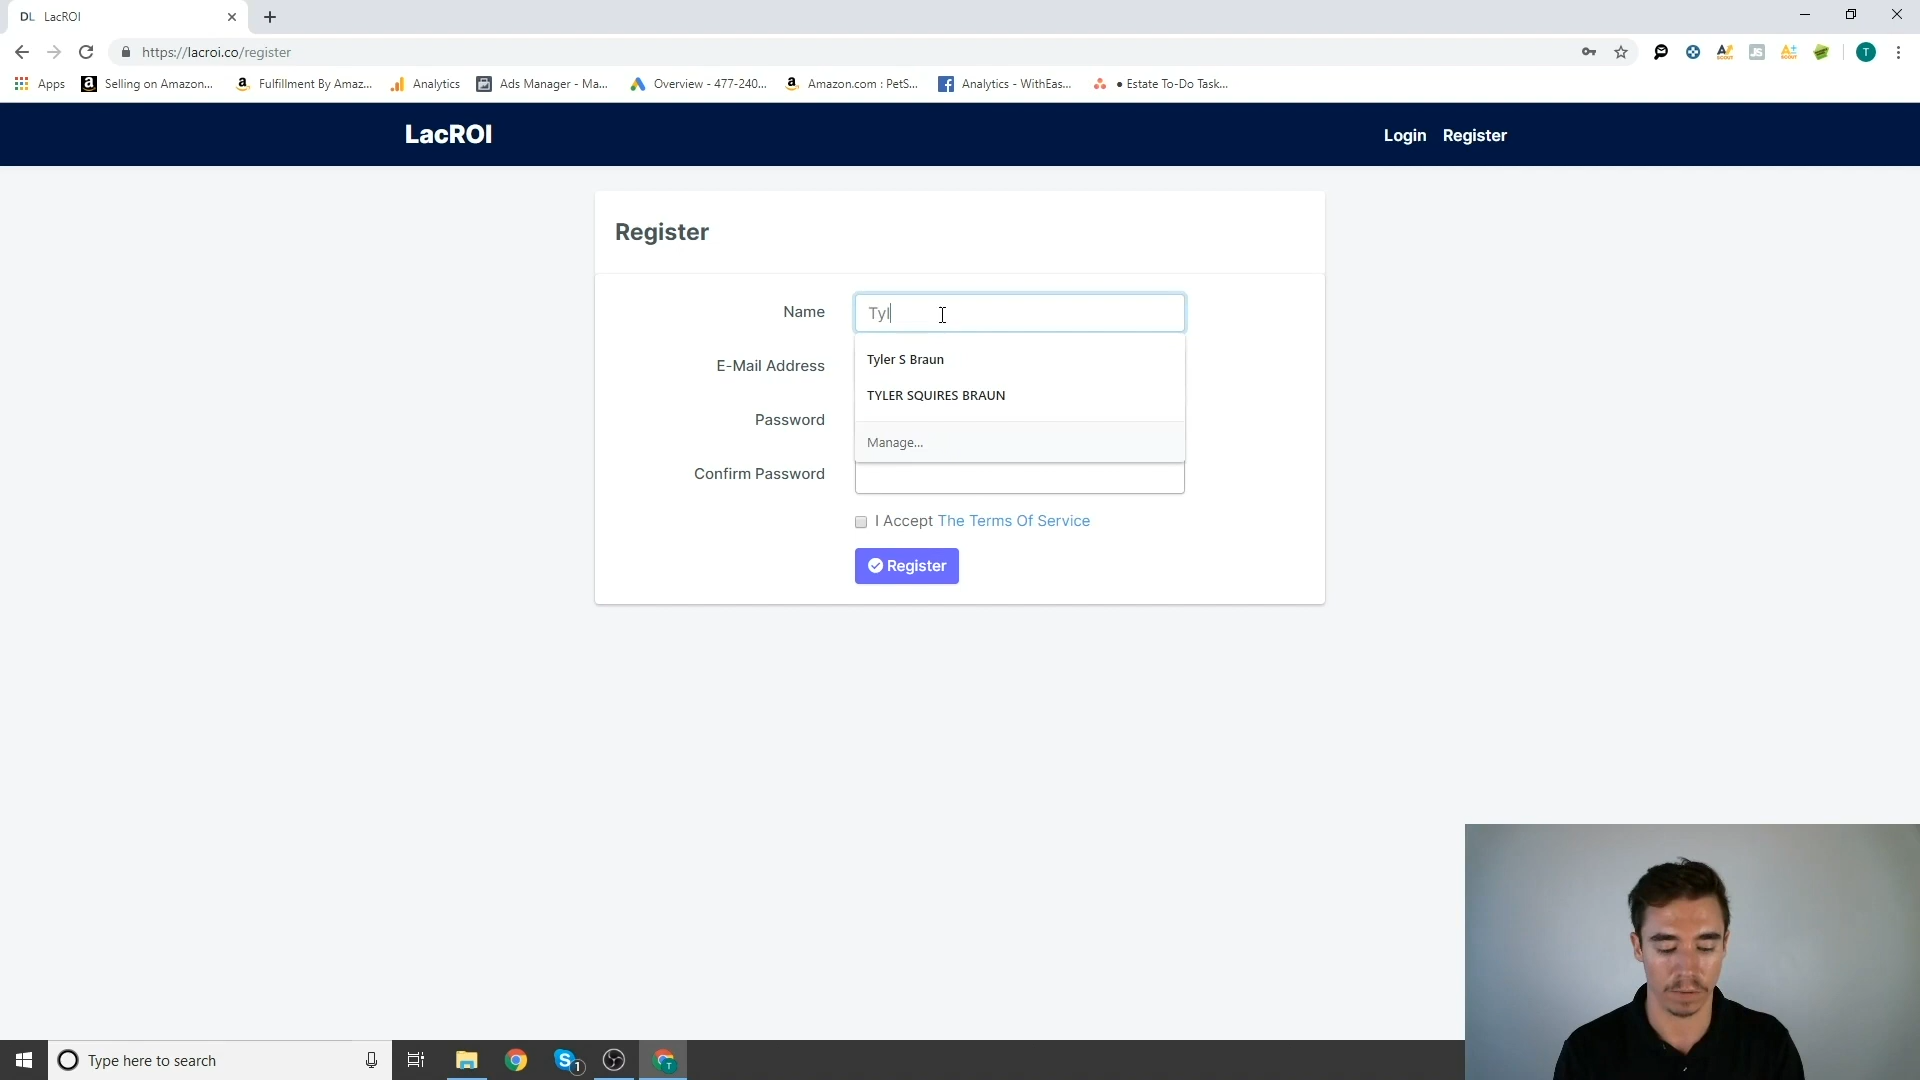 DL LacROI
https://lacroi.co/register
Apps
Selling on Amazon...
Fulfillment By Amaz...
Analytics
Ads Manager - Ma...
Overview - 477-240...
Amazon.com : PetS...
Analytics - WithEas...
• Estate To-Do Task...
T
LacROI
Login
Register
Register
Name
Tyl
Tyler S Braun
TYLER SQUIRES BRAUN
Manage...
E-Mail Address
Password
Confirm Password
I Accept The Terms Of Service
Register
Type here to search
1
T